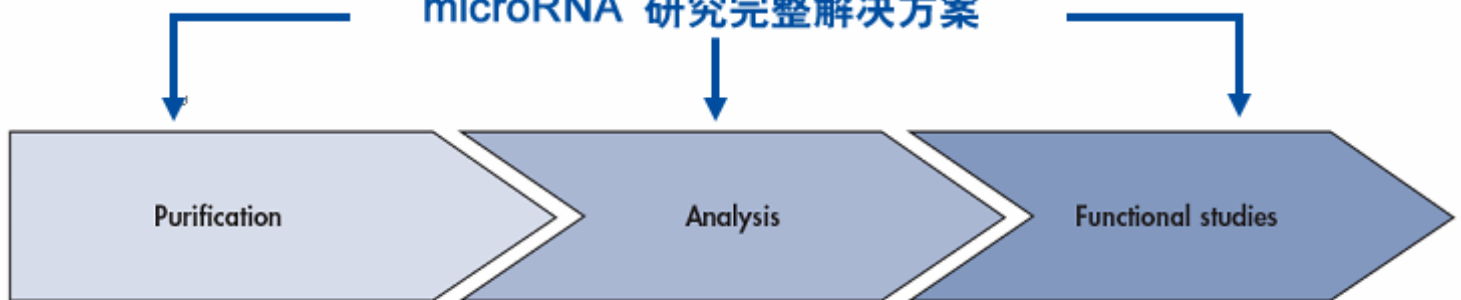 microRNA 研究完整解决方案
Purification
Analysis
Functional studies